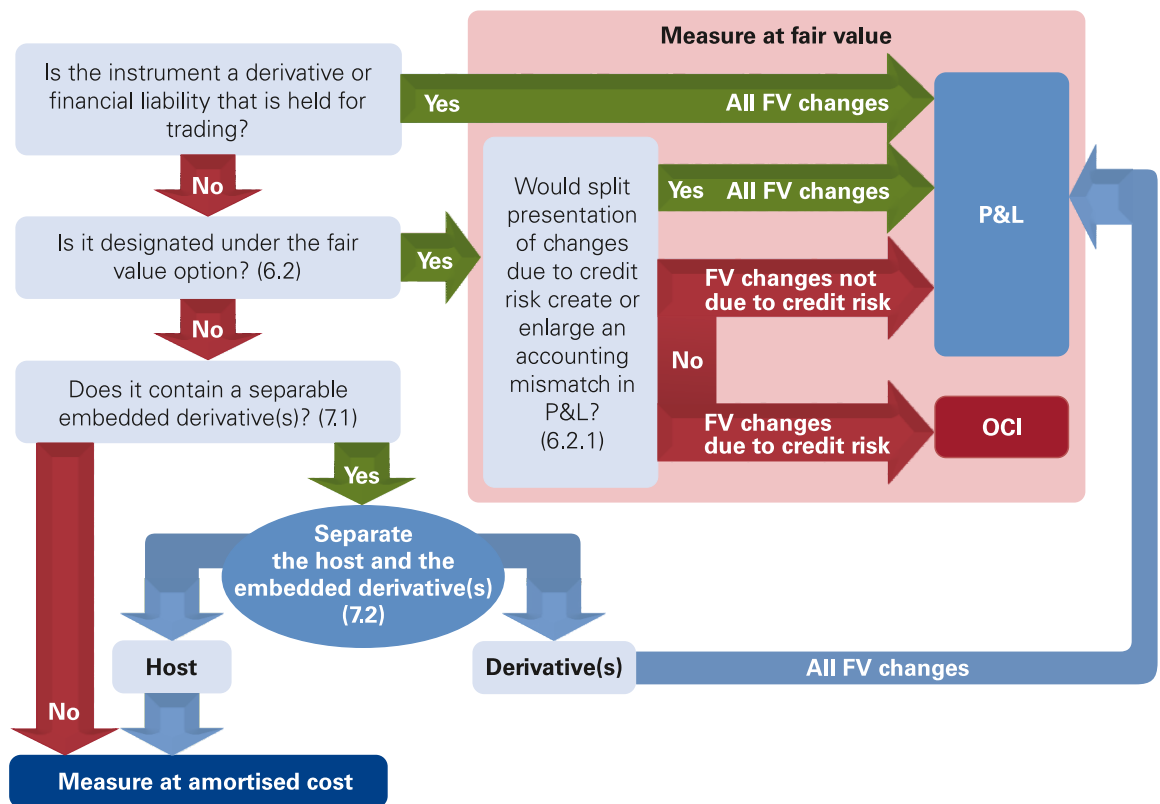 Measure at fair value
Is the instrument a derivative or
financial liability that is held for
trading?
Yes
All FV changes
No
Is it designated under the fair
value option? (6.2)
Yes
Would split
presentation
of changes
due to credit
risk create or
enlarge an
accounting
mismatch in
P&L?
(6.2.1)
Yes
All FV changes
P&L
FV changes not
due to credit risk
No
FV changes
due to credit risk
OCI
No
Does it contain a separable
embedded derivative(s)? (7.1)
Yes
Separate
the host and the
embedded derivative(s)
(7.2)
Host
Derivative(s)
All FV changes
No
Measure at amortised cost